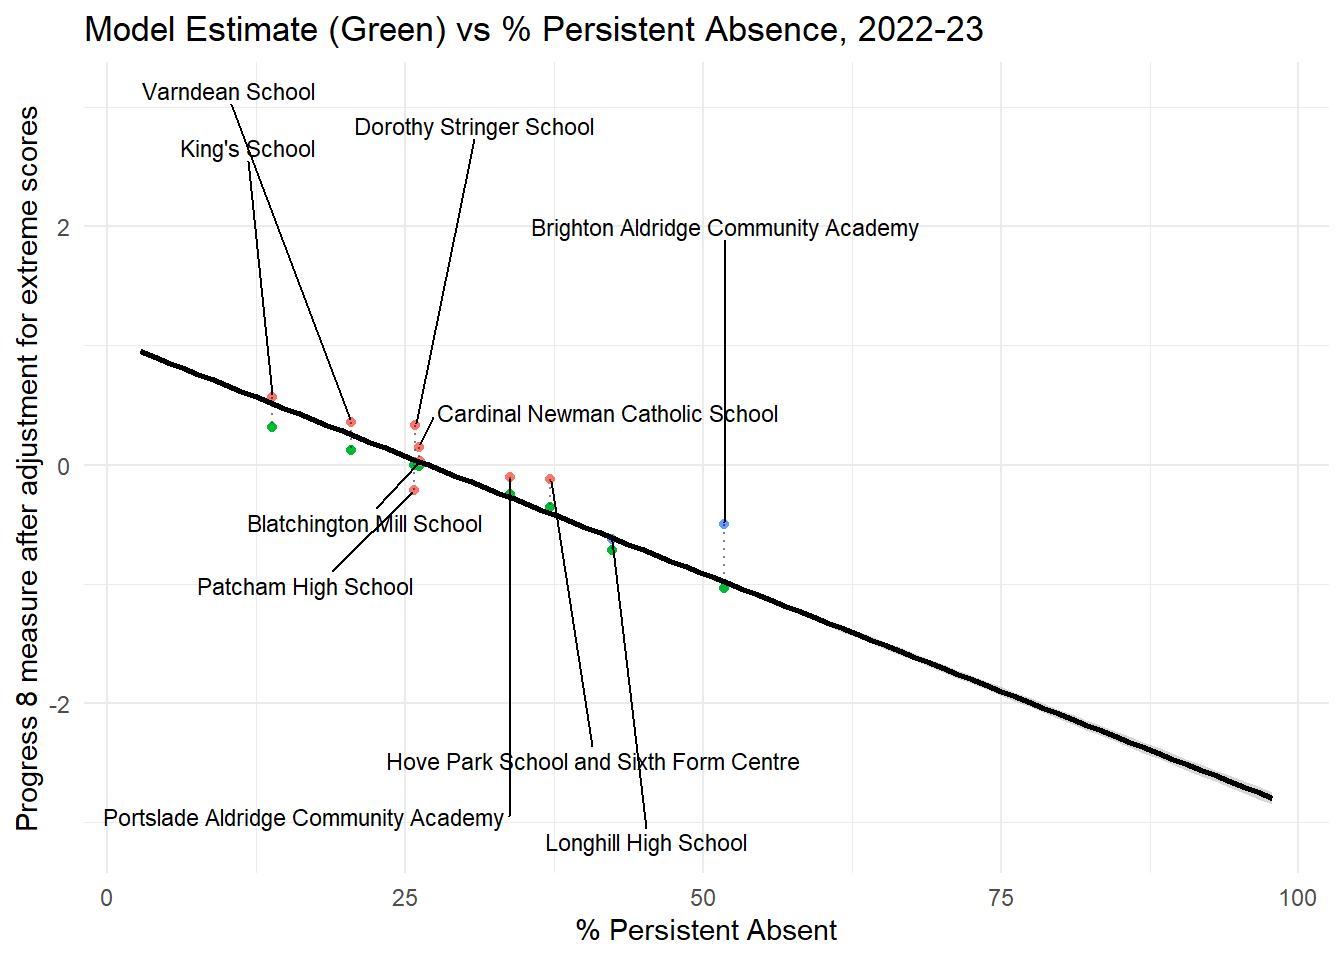 Model Estimate (Green) vs % Persistent Absence, 2022-23
Progress 8 measure after adjustment for extreme scores
Varndean School
King's School
Dorothy Stringer School
Brighton Aldridge Community Academy
Cardinal Newman Catholic School
Blatchington Mill School
Patcham High School
Hove Park School and Sixth Form Centre
Portslade Aldridge Community Academy
Longhill High School
2
0
-2
0
25
50
75
100
% Persistent Absent